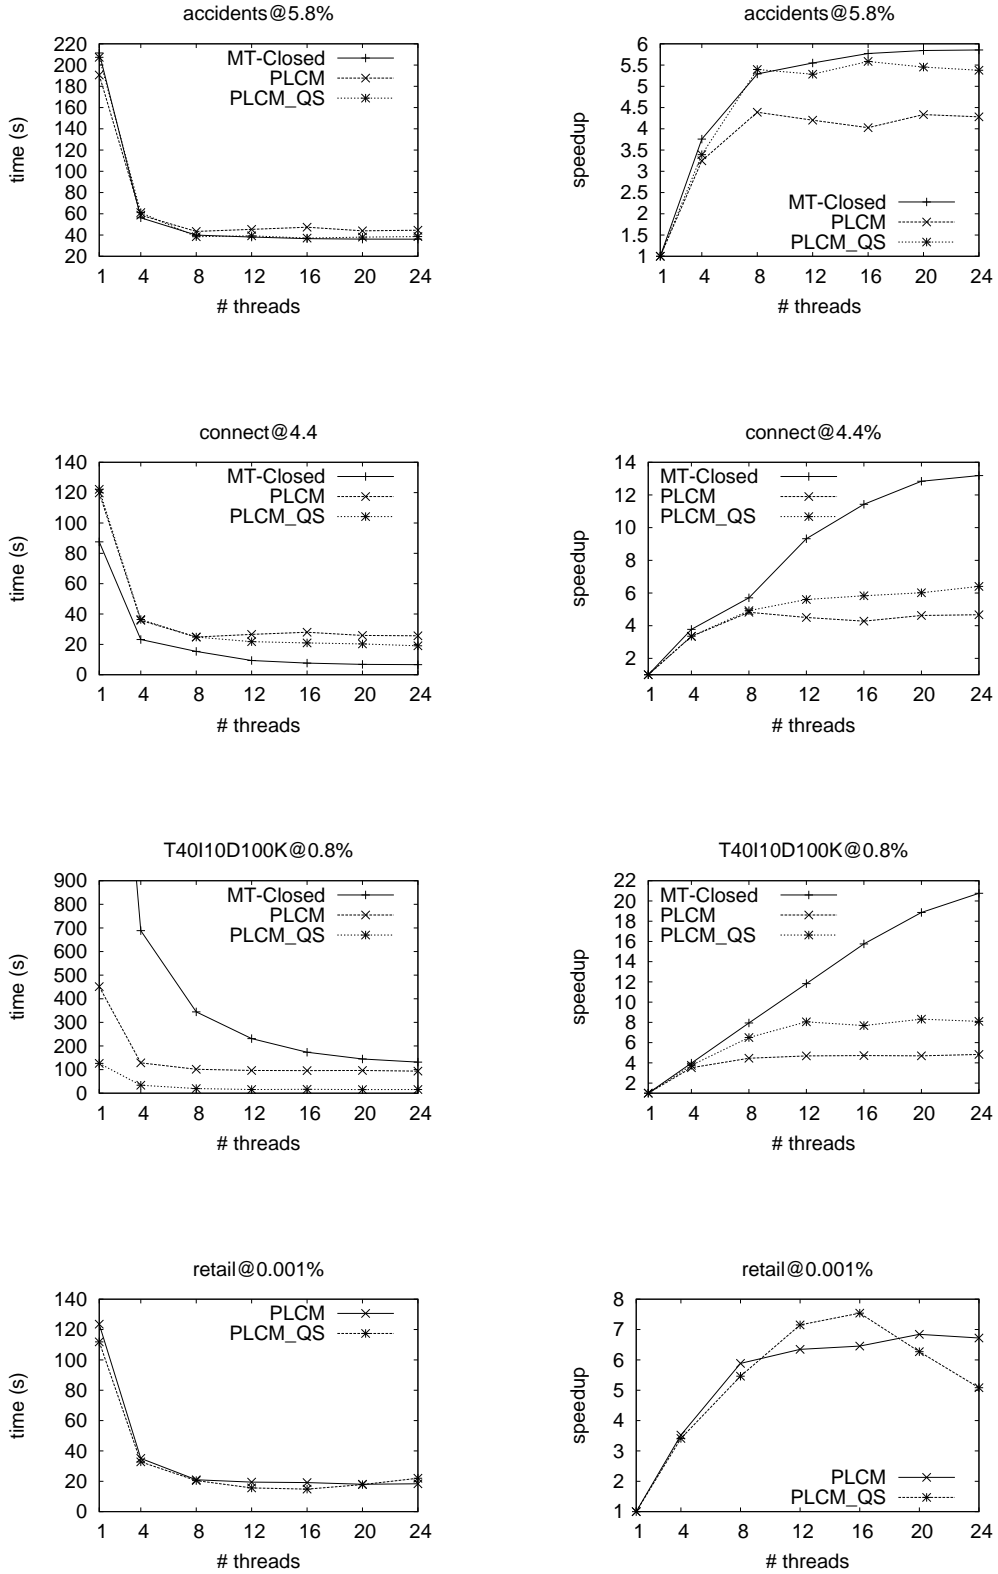 accidents@5.8%
220
200
180
160
140
120
100
80
60
40
20
time (s)
MT-Closed
PLCM
PLCM_QS
1 4 8 12 16 20 24
# threads
accidents@5.8%
6
5.5
5
4.5
4
3.5
3
2.5
2
1.5
1
speedup
MT-Closed
PLCM
PLCM_QS
1 4 8 12 16 20 24
# threads
connect@4.4
140
120
100
80
60
40
20
0
time (s)
MT-Closed
PLCM
PLCM_QS
1 4 8 12 16 20 24
# threads
connect@4.4%
14
12
10
8
6
4
2
speedup
MT-Closed
PLCM
PLCM_QS
1 4 8 12 16 20 24
# threads
T40I10D100K@0.8%
900
800
700
600
500
400
300
200
100
0
time (s)
MT-Closed
PLCM
PLCM_QS
1 4 8 12 16 20 24
# threads
T40I10D100K@0.8%
22
20
18
16
14
12
10
8
6
4
2
speedup
MT-Closed
PLCM
PLCM_QS
1 4 8 12 16 20 24
# threads
retail@0.001%
140
120
100
80
60
40
20
0
time (s)
PLCM
PLCM_QS
1 4 8 12 16 20 24
# threads
retail@0.001%
8
7
6
5
4
3
2
1
speedup
PLCM
PLCM_QS
1 4 8 12 16 20 24
# threads